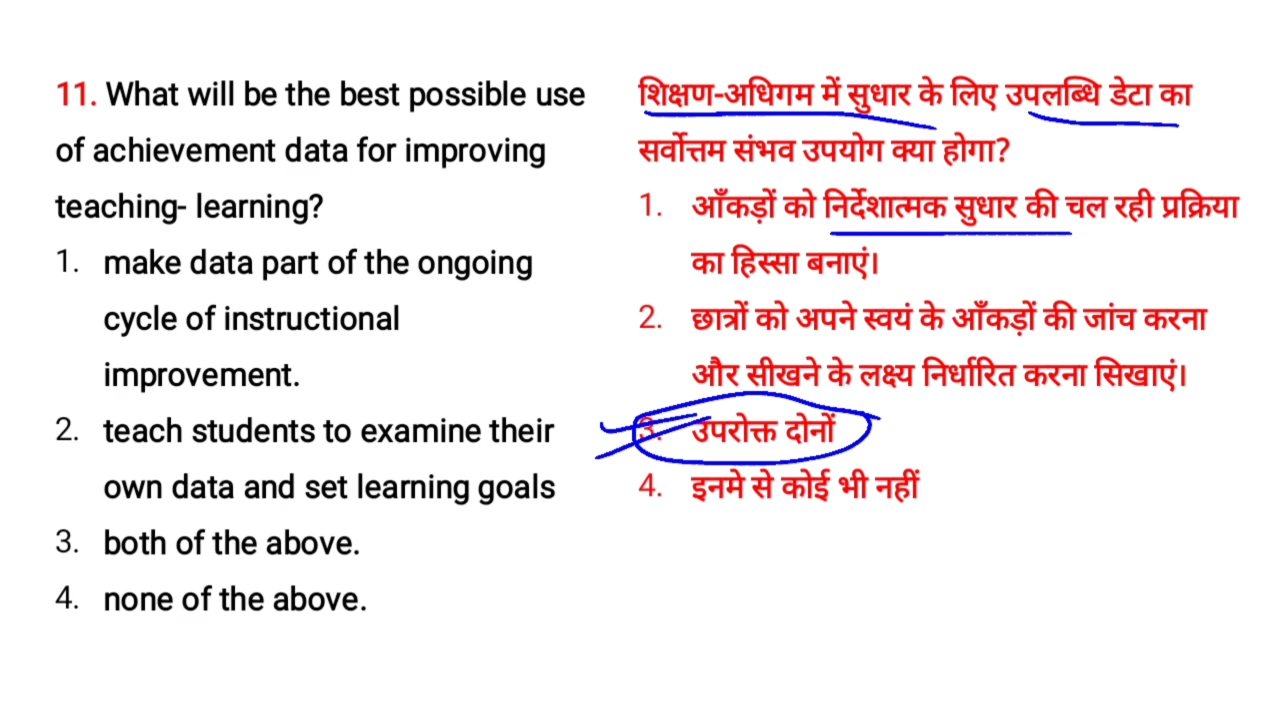 11. What will be the best possible use
of achievement data for improving
teaching- learning?
1. make data part of the ongoing
cycle of instructional
improvement.
2. teach students to examine their
own data and set learning goals
3. both of the above.
4. none of the above.
शिक्षण-अधिगम में सुधार के लिए उपलब्धि डेटा का
सर्वोत्तम संभव उपयोग क्या होगा?
1. आँकड़ों को निर्देशात्मक सुधार की चल रही प्रक्रिया
का हिस्सा बनाएं।
2. छात्रों को अपने स्वयं के आँकड़ों की जांच करना
और सीखने के लक्ष्य निर्धारित करना सिखाएं।
3. उपरोक्त दोनों
4. इनमे से कोई भी नहीं